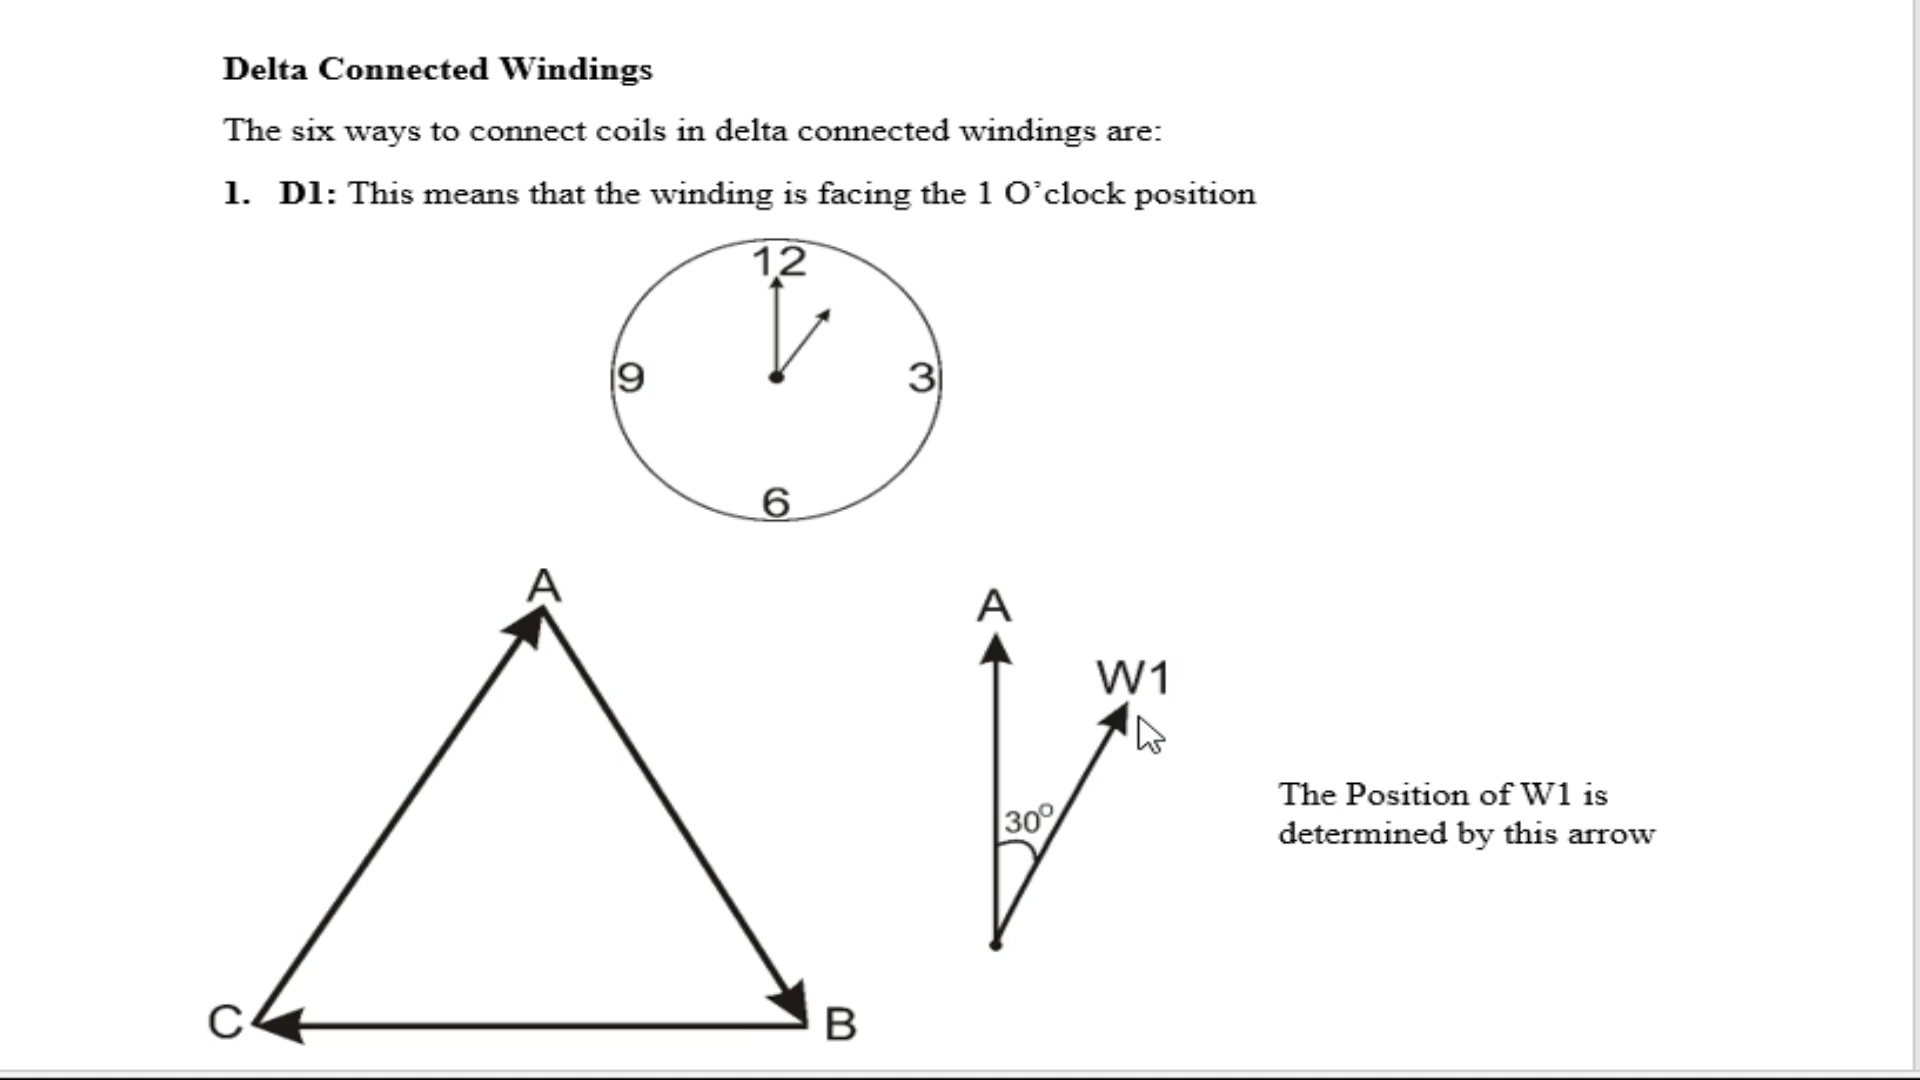 Delta Connected Windings
The six ways to connect coils in delta connected windings are:
1. D1: This means that the winding is facing the 1 O'clock position
12
9
3
6
A
A
W1
30°
The Position of W1 is
determined by this arrow
C
B